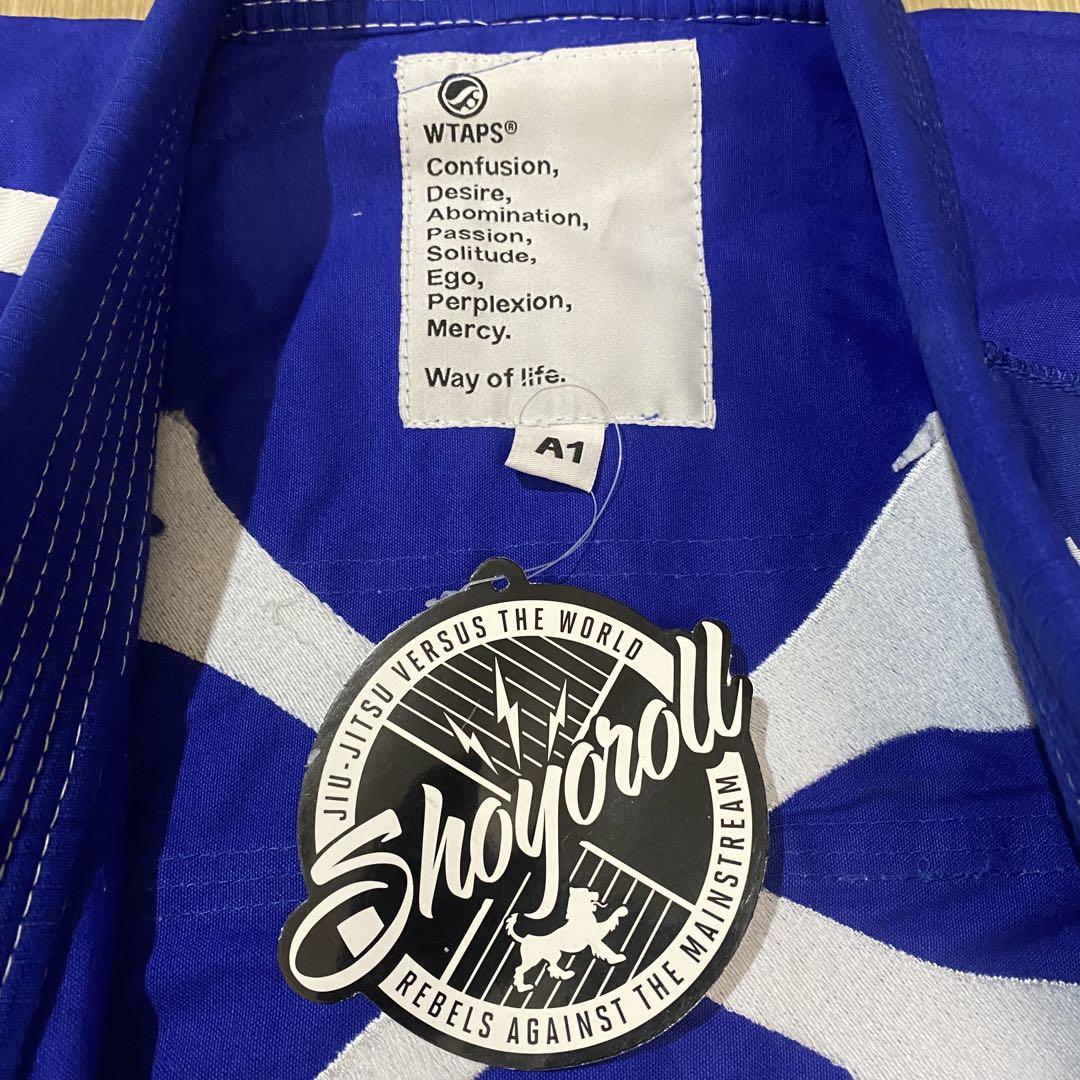 WTAPS®
Confusion,
Desire,
Abomination,
Passion,
Solitude,
Ego,
Perplexion,
Mercy.
Way of life.
A1
JIU-JITSU VERSUS THE WORLD
Shoyoroll
REBELS AGAINST THE MAINSTREAM